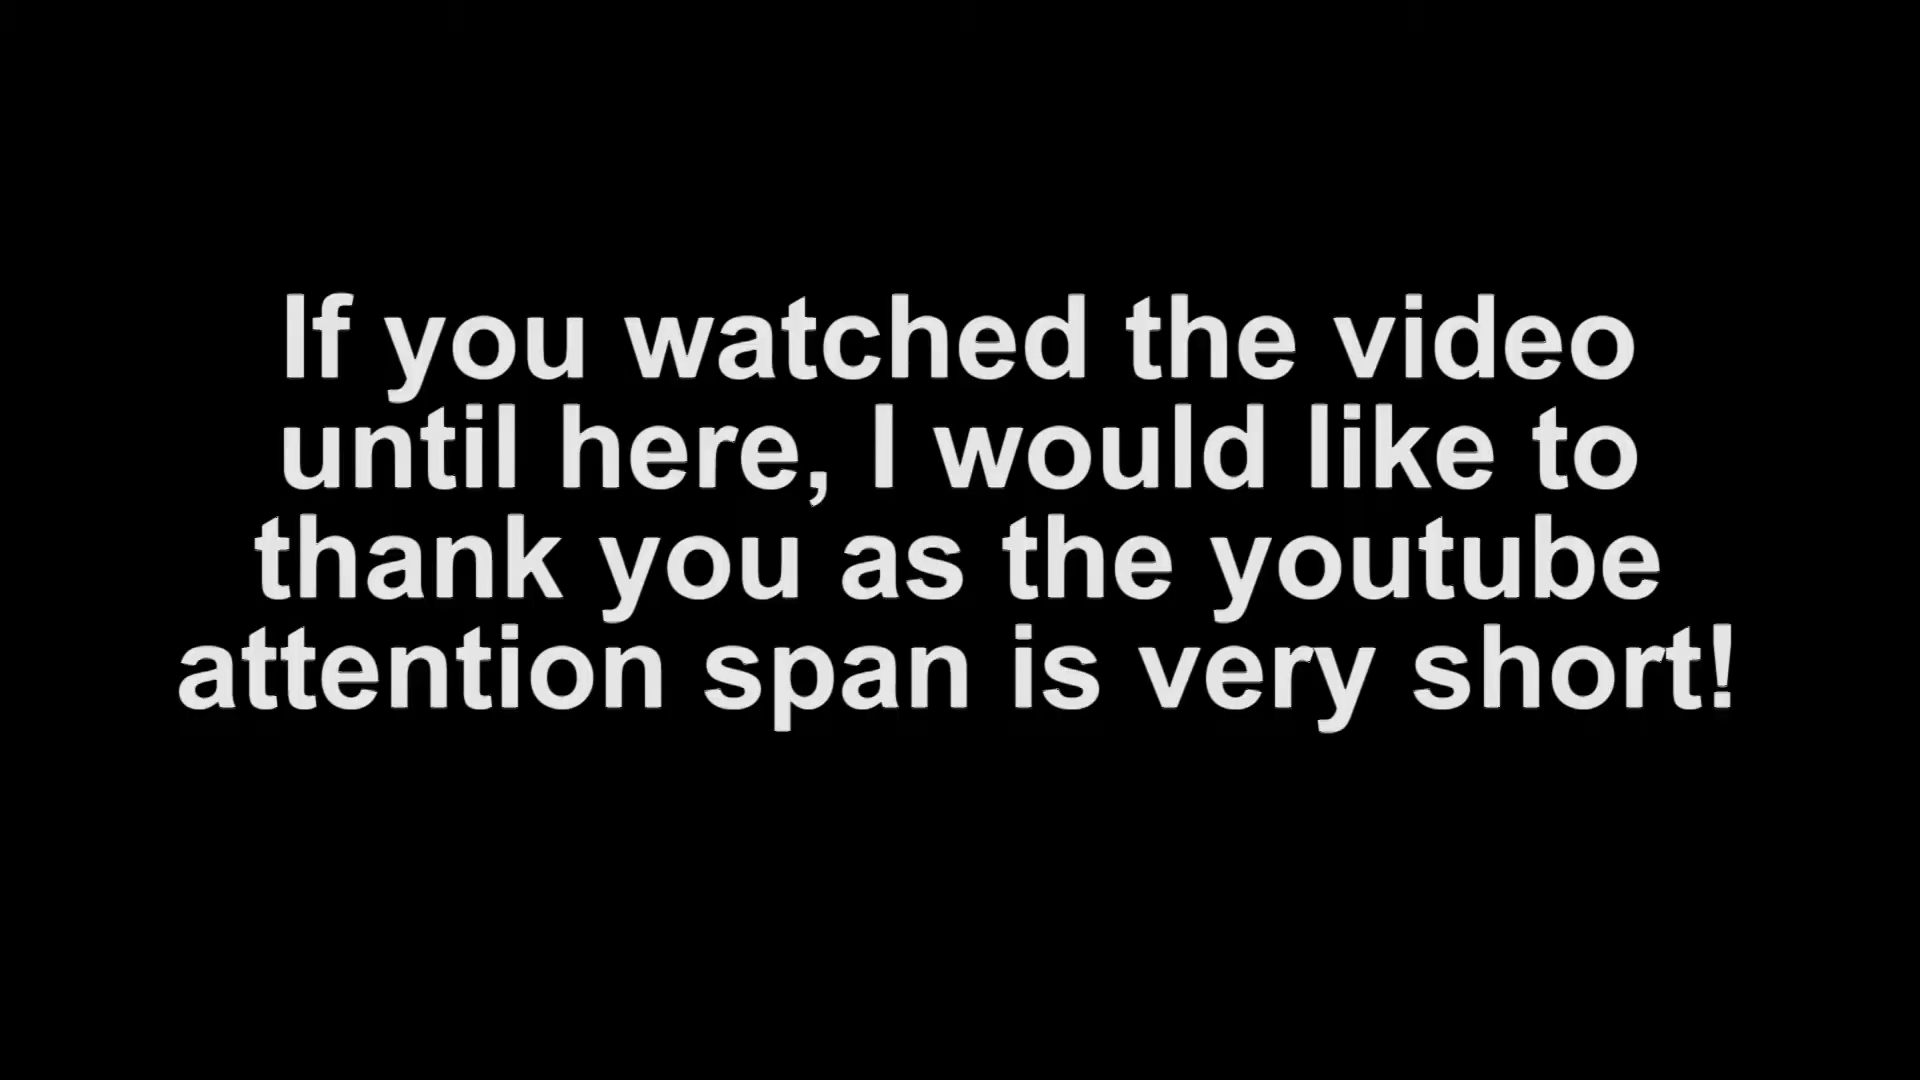 If you watched the video
until here, I would like to
thank you as the youtube
attention span is very short!